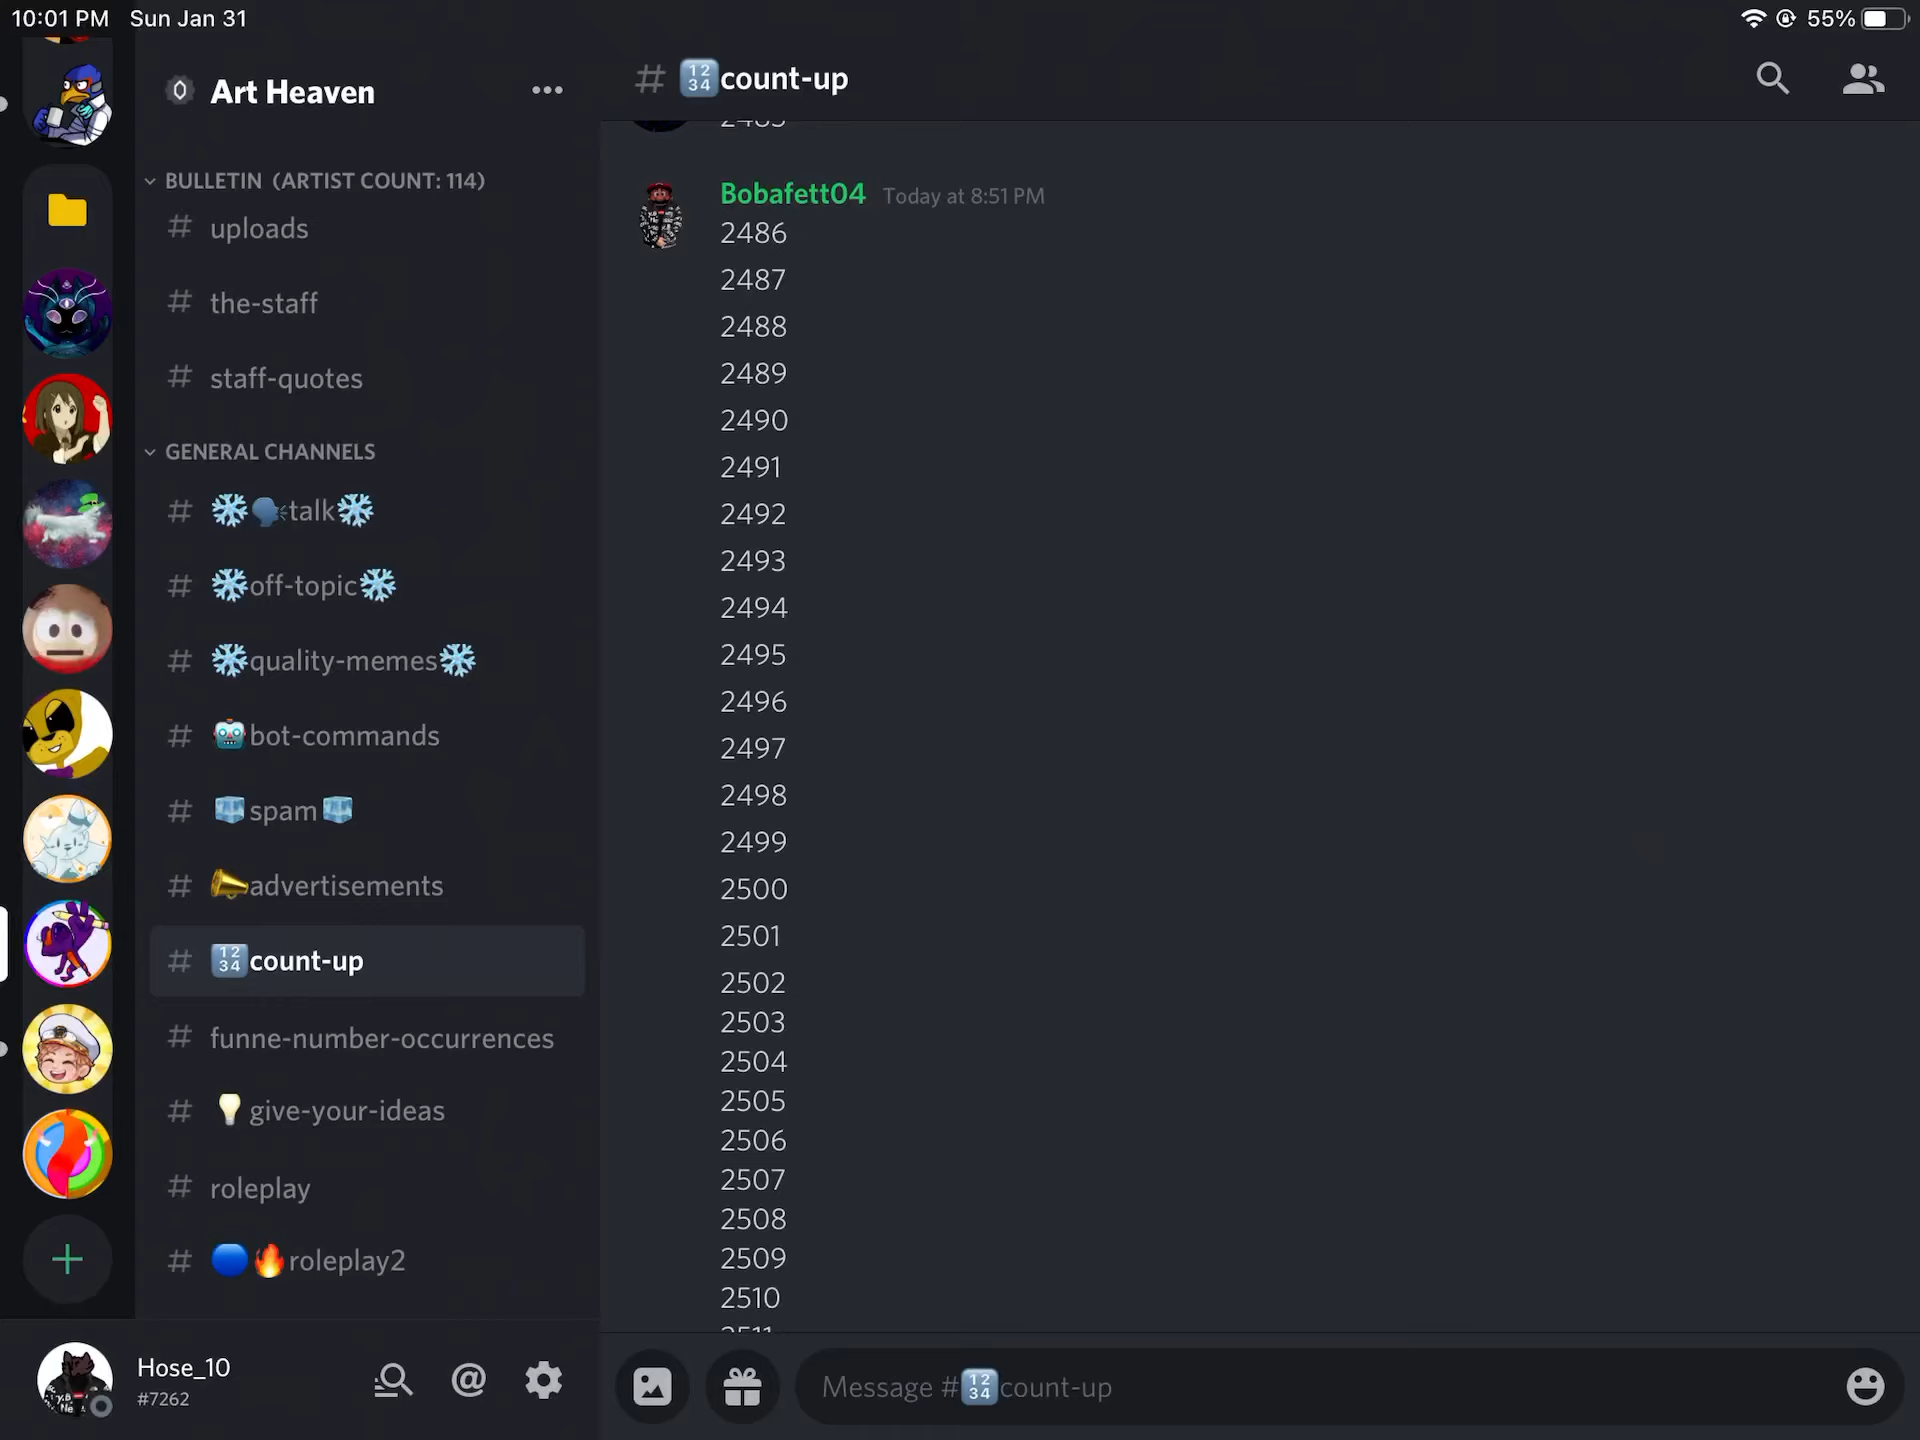 10:01 PM Sun Jan 31
55%
Art Heaven
BULLETIN (ARTIST COUNT: 114)
# uploads
# the-staff
# staff-quotes
GENERAL CHANNELS
# ❄️🗣️talk❄️
# ❄️off-topic❄️
# ❄️quality-memes❄️
# 🤖bot-commands
# 🧊spam🧊
# 📣advertisements
# 🔢count-up
# funne-number-occurrences
# 💡give-your-ideas
# roleplay
# 🔵🔥roleplay2
Hose_10
#7262
# 🔢count-up
2485
Bobafett04 Today at 8:51 PM
2486
2487
2488
2489
2490
2491
2492
2493
2494
2495
2496
2497
2498
2499
2500
2501
2502
2503
2504
2505
2506
2507
2508
2509
2510
2511
Message #🔢count-up